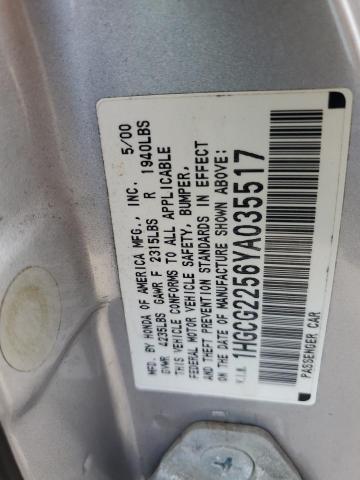 MFD. BY HONDA OF AMERICA MFG., INC. 5/00
GVWR 4235LBS GAWR F 2315LBS R 1940LBS
THIS VEHICLE CONFORMS TO ALL APPLICABLE
FEDERAL MOTOR VEHICLE SAFETY, BUMPER,
AND THEFT PREVENTION STANDARDS IN EFFECT
ON THE DATE OF MANUFACTURE SHOWN ABOVE:
V.I.N. 1HGCG2256YA035517
PASSENGER CAR